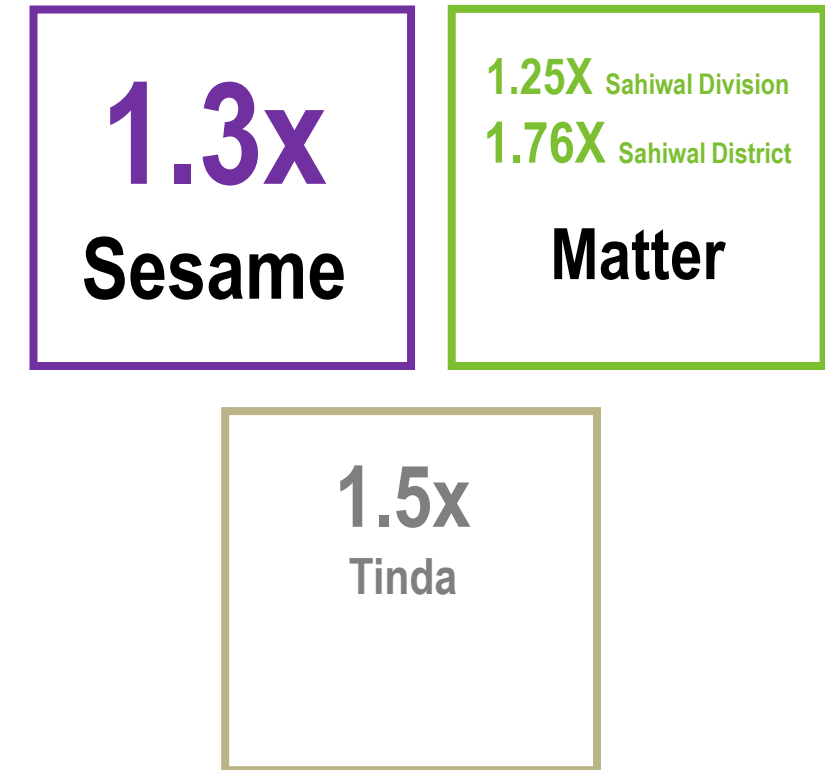 1.3x
Sesame
1.25X Sahiwal Division
1.76X Sahiwal District
Matter
1.5x
Tinda